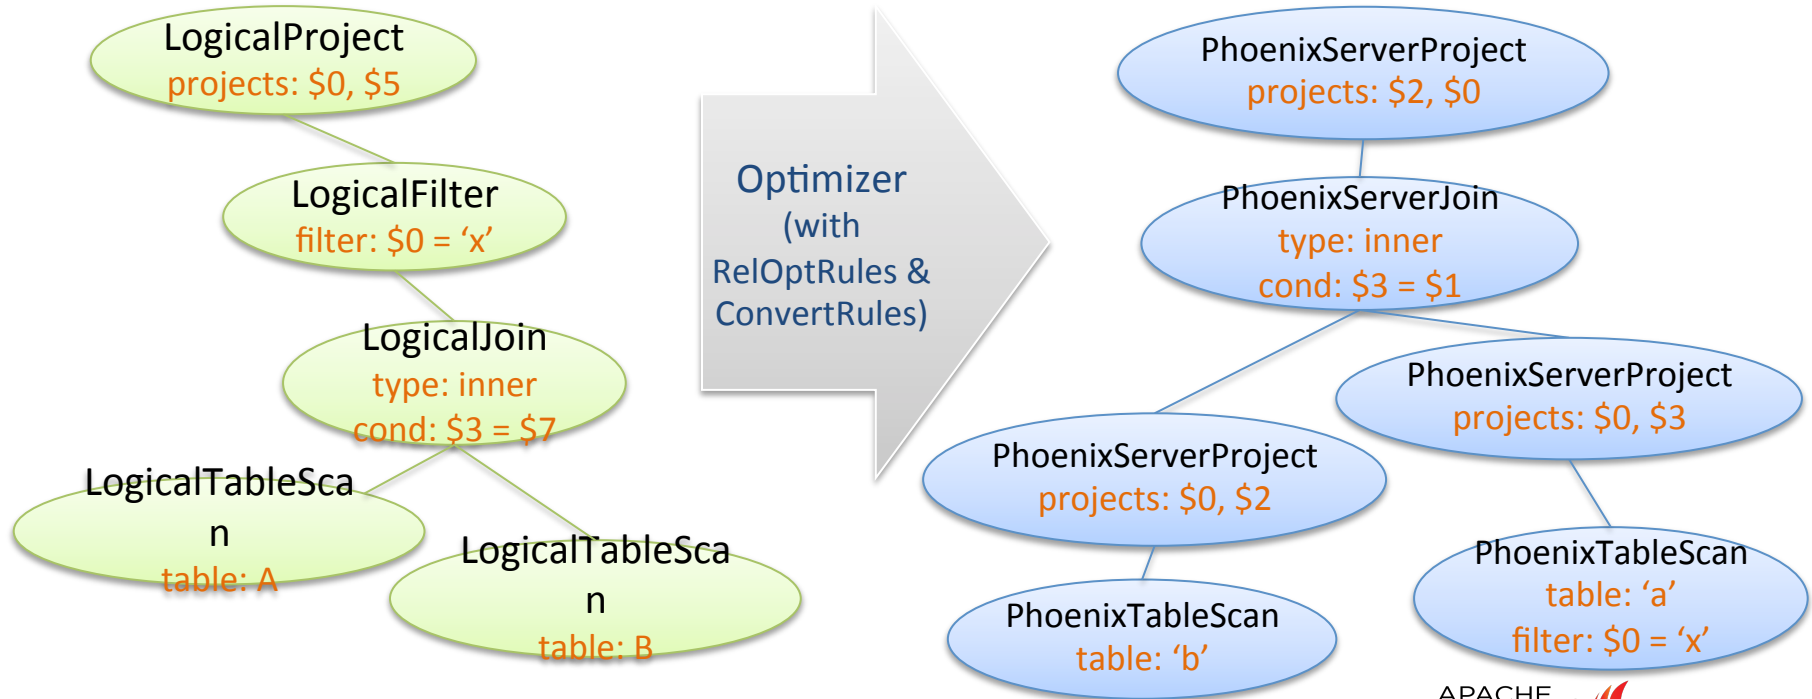 LogicalProject
projects: $0, $5
LogicalFilter
filter: $0 = ‘x’
LogicalJoin
type: inner
cond: $3 = $7
LogicalTableSca
n
table: A
LogicalTableSca
n
table: B
Optimizer
(with
RelOptRules &
ConvertRules)
PhoenixServerProject
projects: $2, $0
PhoenixServerJoin
type: inner
cond: $3 = $1
PhoenixServerProject
projects: $0, $2
PhoenixServerProject
projects: $0, $3
PhoenixTableScan
table: ‘b’
PhoenixTableScan
table: ‘a’
filter: $0 = ‘x’
APACHE